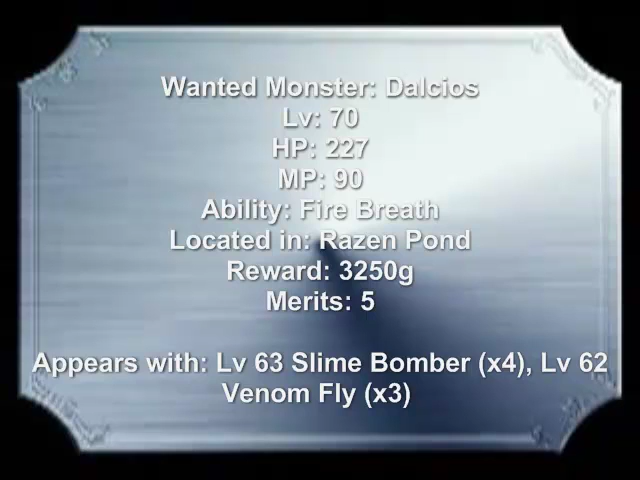 Wanted Monster: Dalcios
Lv: 70
HP: 227
MP: 90
Ability: Fire Breath
Located in: Razen Pond
Reward: 3250g
Merits: 5
Appears with: Lv 63 Slime Bomber (x4), Lv 62
Venom Fly (x3)